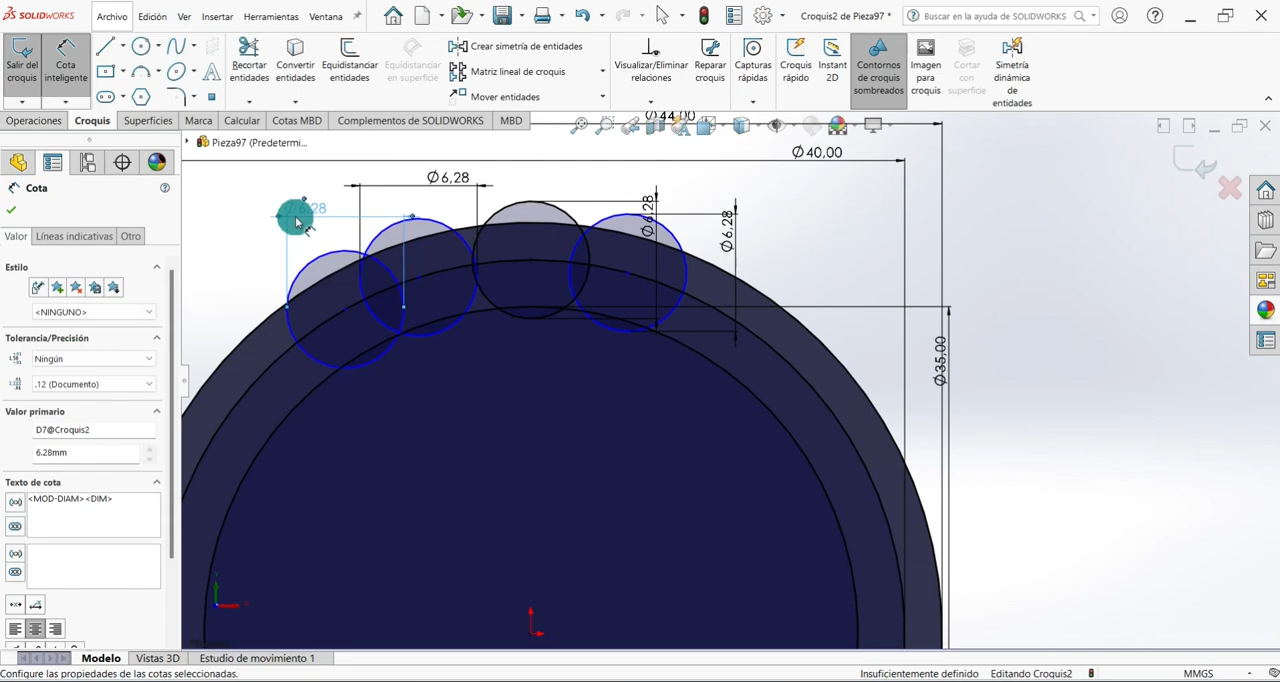 SOLIDWORKS
Archivo
Edición
Ver
Insertar
Herramientas
Ventana
Croquis2 de Pieza97 *
Buscar en la ayuda de SOLIDWORKS
Salir del croquis
Cota inteligente
Recortar entidades
Convertir entidades
Equidistanciar entidades
Equidistanciar en superficie
Crear simetría de entidades
Matriz lineal de croquis
Mover entidades
Visualizar/Eliminar relaciones
Reparar croquis
Capturas rápidas
Croquis rápido
Instant 2D
Contornos de croquis sombreados
Imagen para croquis
Cortar con superficie
Simetría dinámica de entidades
Operaciones
Croquis
Superficies
Marca
Calcular
Cotas MBD
Complementos de SOLIDWORKS
MBD
Pieza97 (Predetermi...
Cota
Valor
Líneas indicativas
Otro
Estilo
<NINGUNO>
Tolerancia/Precisión
Ningún
.12 (Documento)
Valor primario
D7@Croquis2
6.28mm
Texto de cota
<MOD-DIAM><DIM>
∅44,00
∅40,00
∅6,28
6,28
∅6,28
∅6,28
∅35,00
Modelo
Vistas 3D
Estudio de movimiento 1
Configure las propiedades de las cotas seleccionadas.
Insuficientemente definido
Editando Croquis2
MMGS